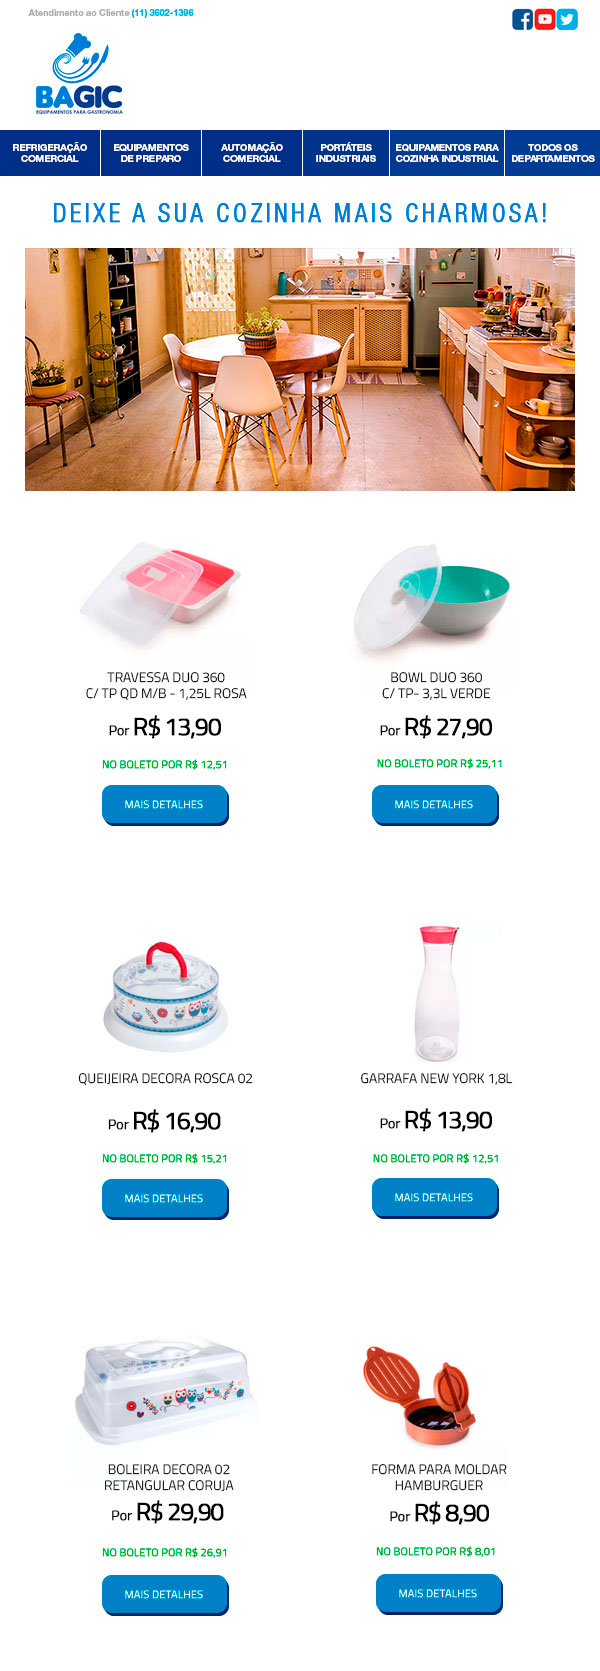 Atendimento ao Cliente (11) 3602-1396
BAGIC
EQUIPAMENTOS PARA GASTRONOMIA
REFRIGERAÇÃO
COMERCIAL
EQUIPAMENTOS
DE PREPARO
AUTOMAÇÃO
COMERCIAL
PORTÁTEIS
INDUSTRIAIS
EQUIPAMENTOS PARA
COZINHA INDUSTRIAL
TODOS OS
DEPARTAMENTOS
DEIXE A SUA COZINHA MAIS CHARMOSA!
TRAVESSA DUO 360
C/ TP QD M/B - 1,25L ROSA
Por R$ 13,90
NO BOLETO POR R$ 12,51
MAIS DETALHES
BOWL DUO 360
C/ TP- 3,3L VERDE
Por R$ 27,90
NO BOLETO POR R$ 25,11
MAIS DETALHES
QUEIJEIRA DECORA ROSCA 02
Por R$ 16,90
NO BOLETO POR R$ 15,21
MAIS DETALHES
GARRAFA NEW YORK 1,8L
Por R$ 13,90
NO BOLETO POR R$ 12,51
MAIS DETALHES
BOLEIRA DECORA 02
RETANGULAR CORUJA
Por R$ 29,90
NO BOLETO POR R$ 26,91
MAIS DETALHES
FORMA PARA MOLDAR
HAMBURGUER
Por R$ 8,90
NO BOLETO POR R$ 8,01
MAIS DETALHES